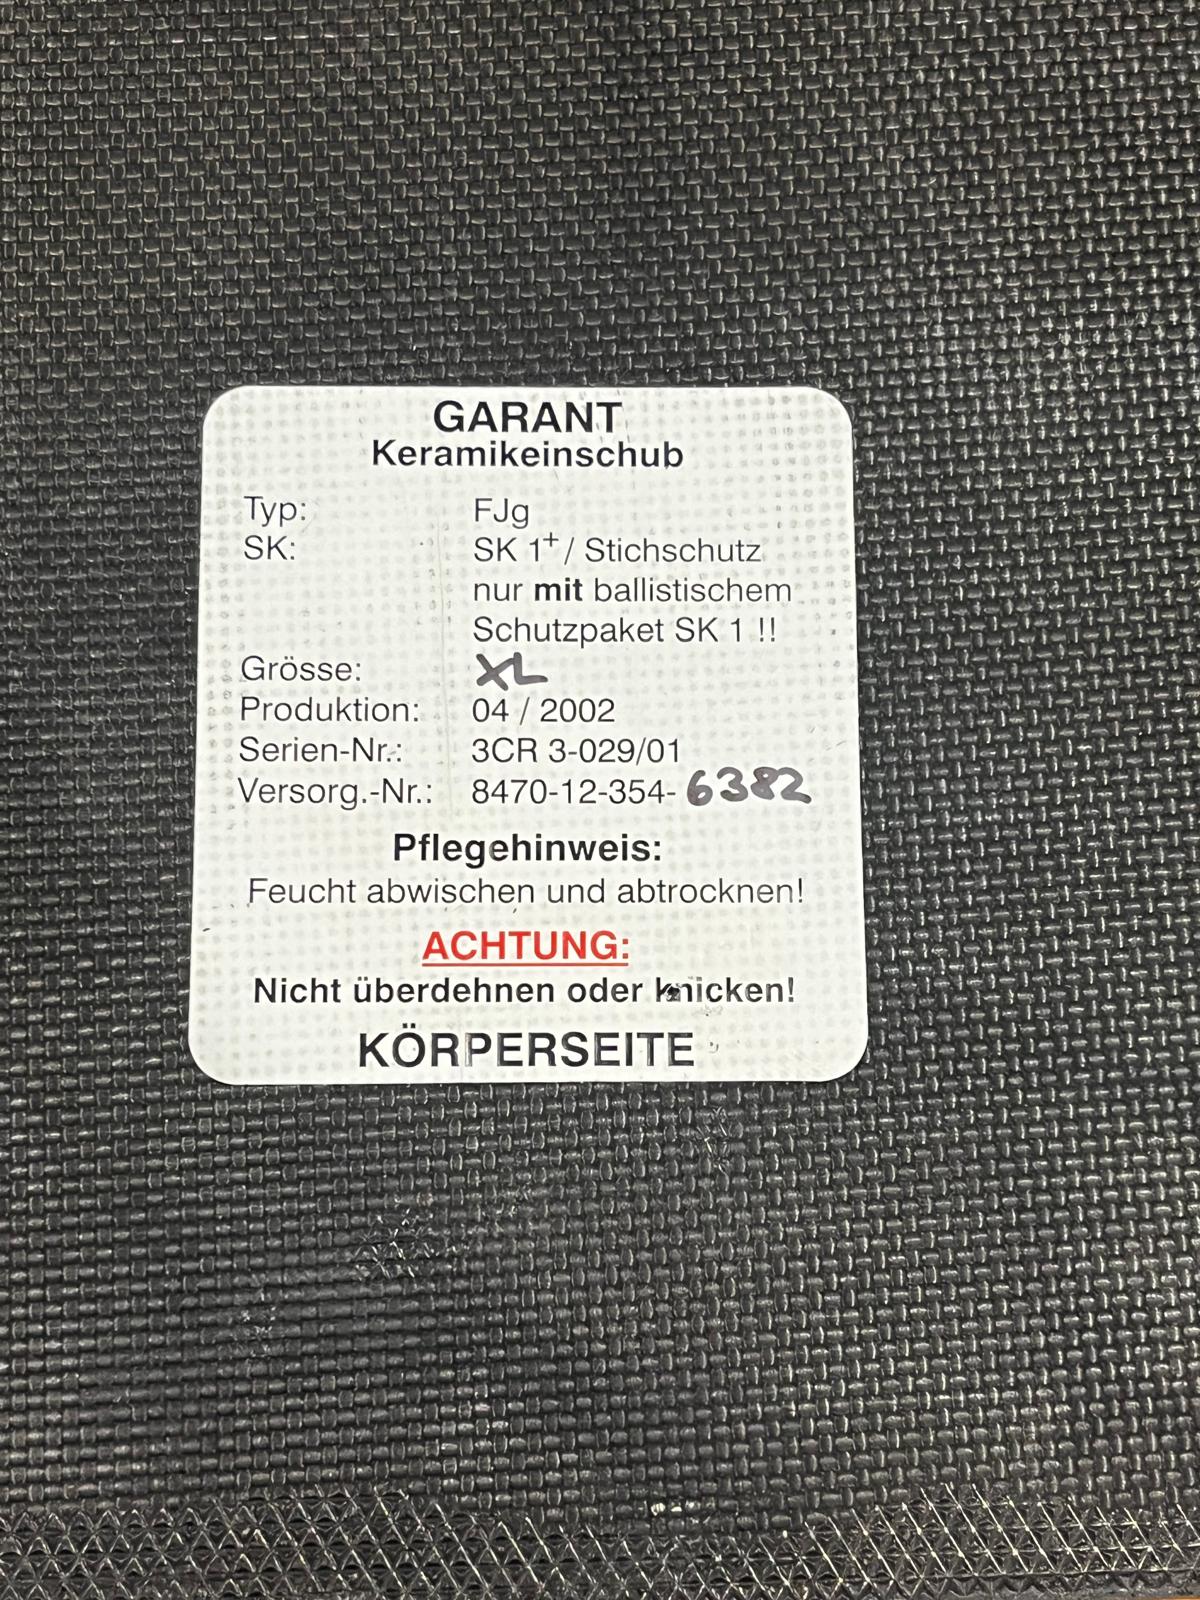 GARANT
Keramikeinschub
Typ: FJg
SK: SK 1+ / Stichschutz
nur mit ballistischem
Schutzpaket SK 1 !!
Grösse: XL
Produktion: 04 / 2002
Serien-Nr.: 3CR 3-029/01
Versorg.-Nr.: 8470-12-354-6382
Pflegehinweis:
Feucht abwischen und abtrocknen!
ACHTUNG:
Nicht überdehnen oder knicken!
KÖRPERSEITE